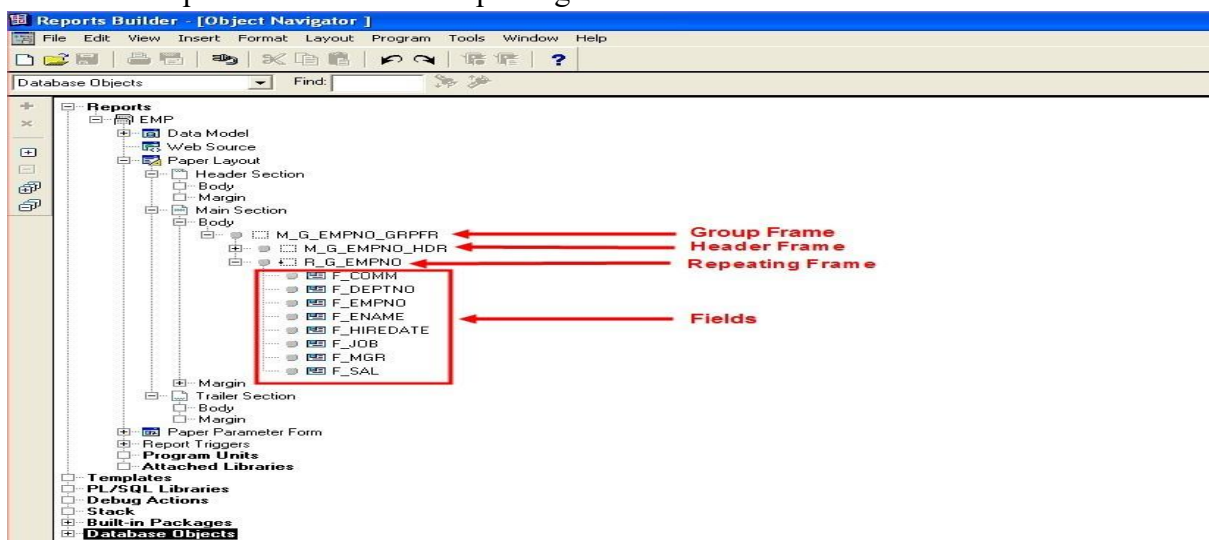 Reports Builder - [Object Navigator ]
File Edit View Insert Format Layout Program Tools Window Help
Database Objects Find:
Reports
EMP
Data Model
Web Source
Paper Layout
Header Section
Body
Margin
Main Section
Body
M_G_EMPNO_GRPFR Group Frame
M_G_EMPNO_HDR Header Frame
R_G_EMPNO Repeating Frame
F_COMM
F_DEPTNO
F_EMPNO
F_ENAME Fields
F_HIREDATE
F_JOB
F_MGR
F_SAL
Margin
Trailer Section
Body
Margin
Paper Parameter Form
Report Triggers
Program Units
Attached Libraries
Templates
PL/SQL Libraries
Debug Actions
Stack
Built-in Packages
Database Objects